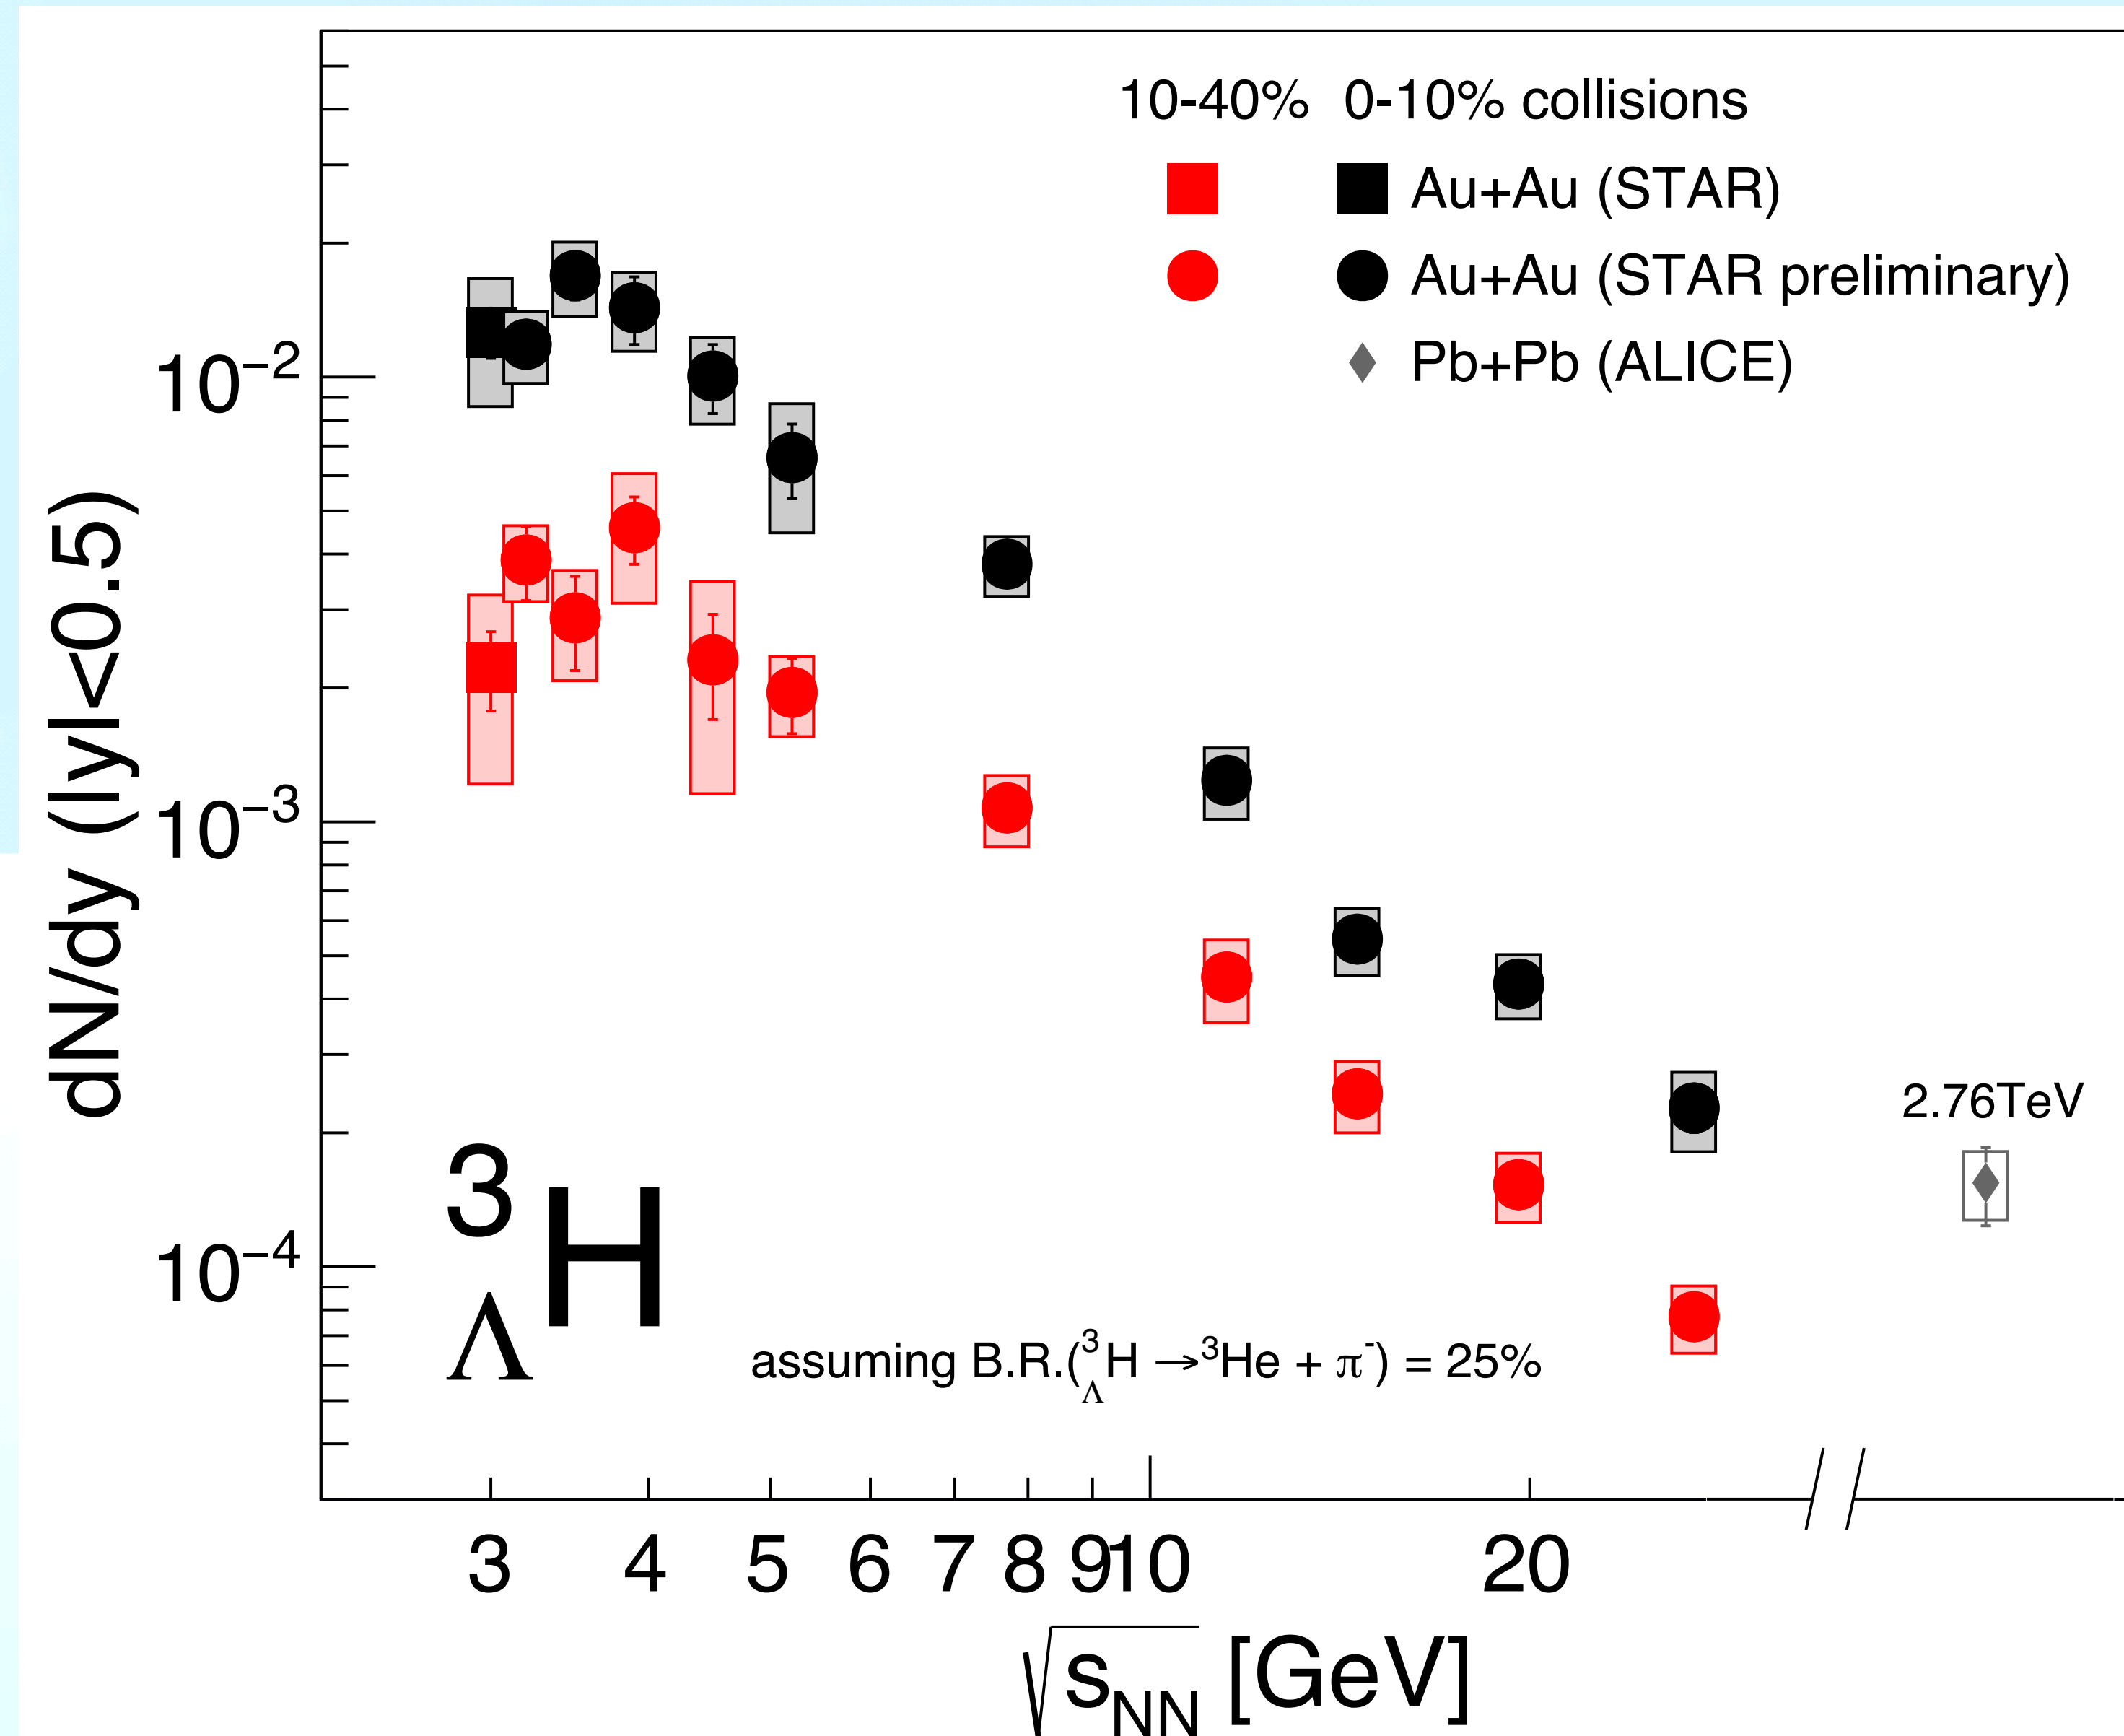 10-40% 0-10% collisions
Au+Au (STAR)
Au+Au (STAR preliminary)
Pb+Pb (ALICE)
dN/dy (|y|<0.5)
10⁻²
10⁻³
10⁻⁴
2.76TeV
³ΛH
assuming B.R.(³ΛH →³He + π⁻) = 25%
3 4 5 6 7 8 9 10 20
√sNN [GeV]